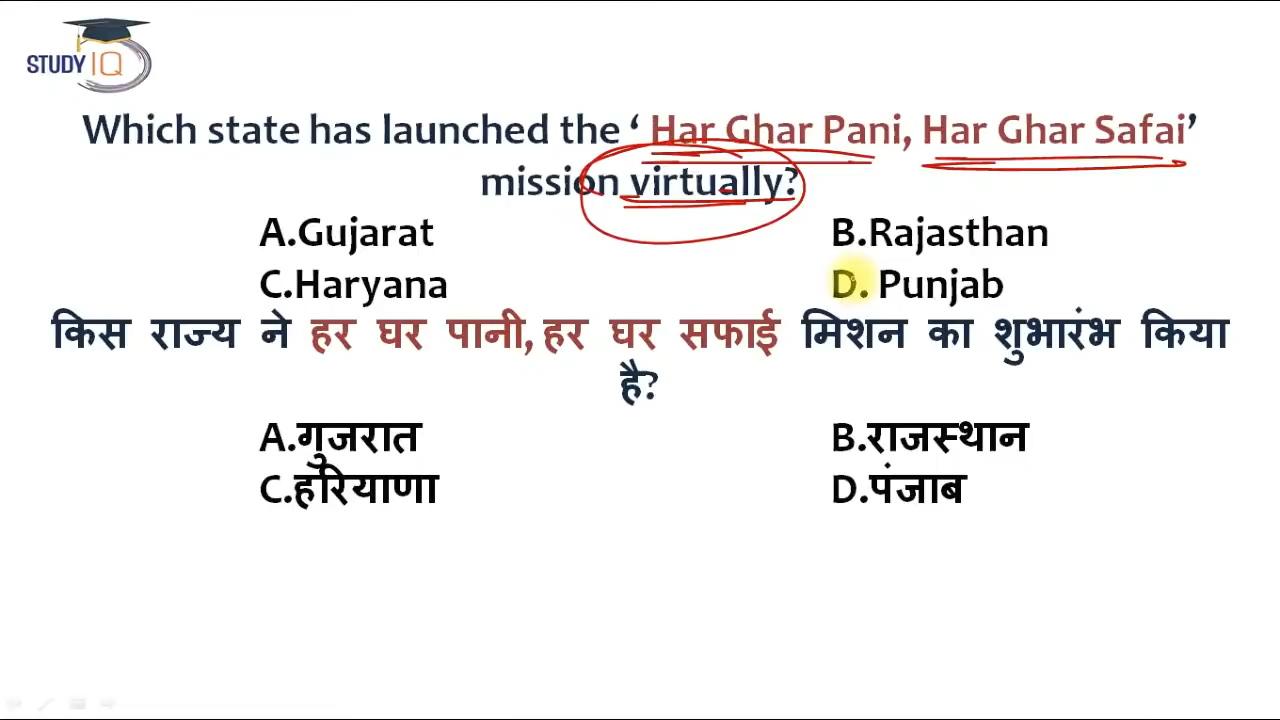 STUDY IQ
Which state has launched the ‘ Har Ghar Pani, Har Ghar Safai’
mission virtually?
A.Gujarat B.Rajasthan
C.Haryana D. Punjab
किस राज्य ने हर घर पानी, हर घर सफाई मिशन का शुभारंभ किया
है?
A.गुजरात B.राजस्थान
C.हरियाणा D.पंजाब